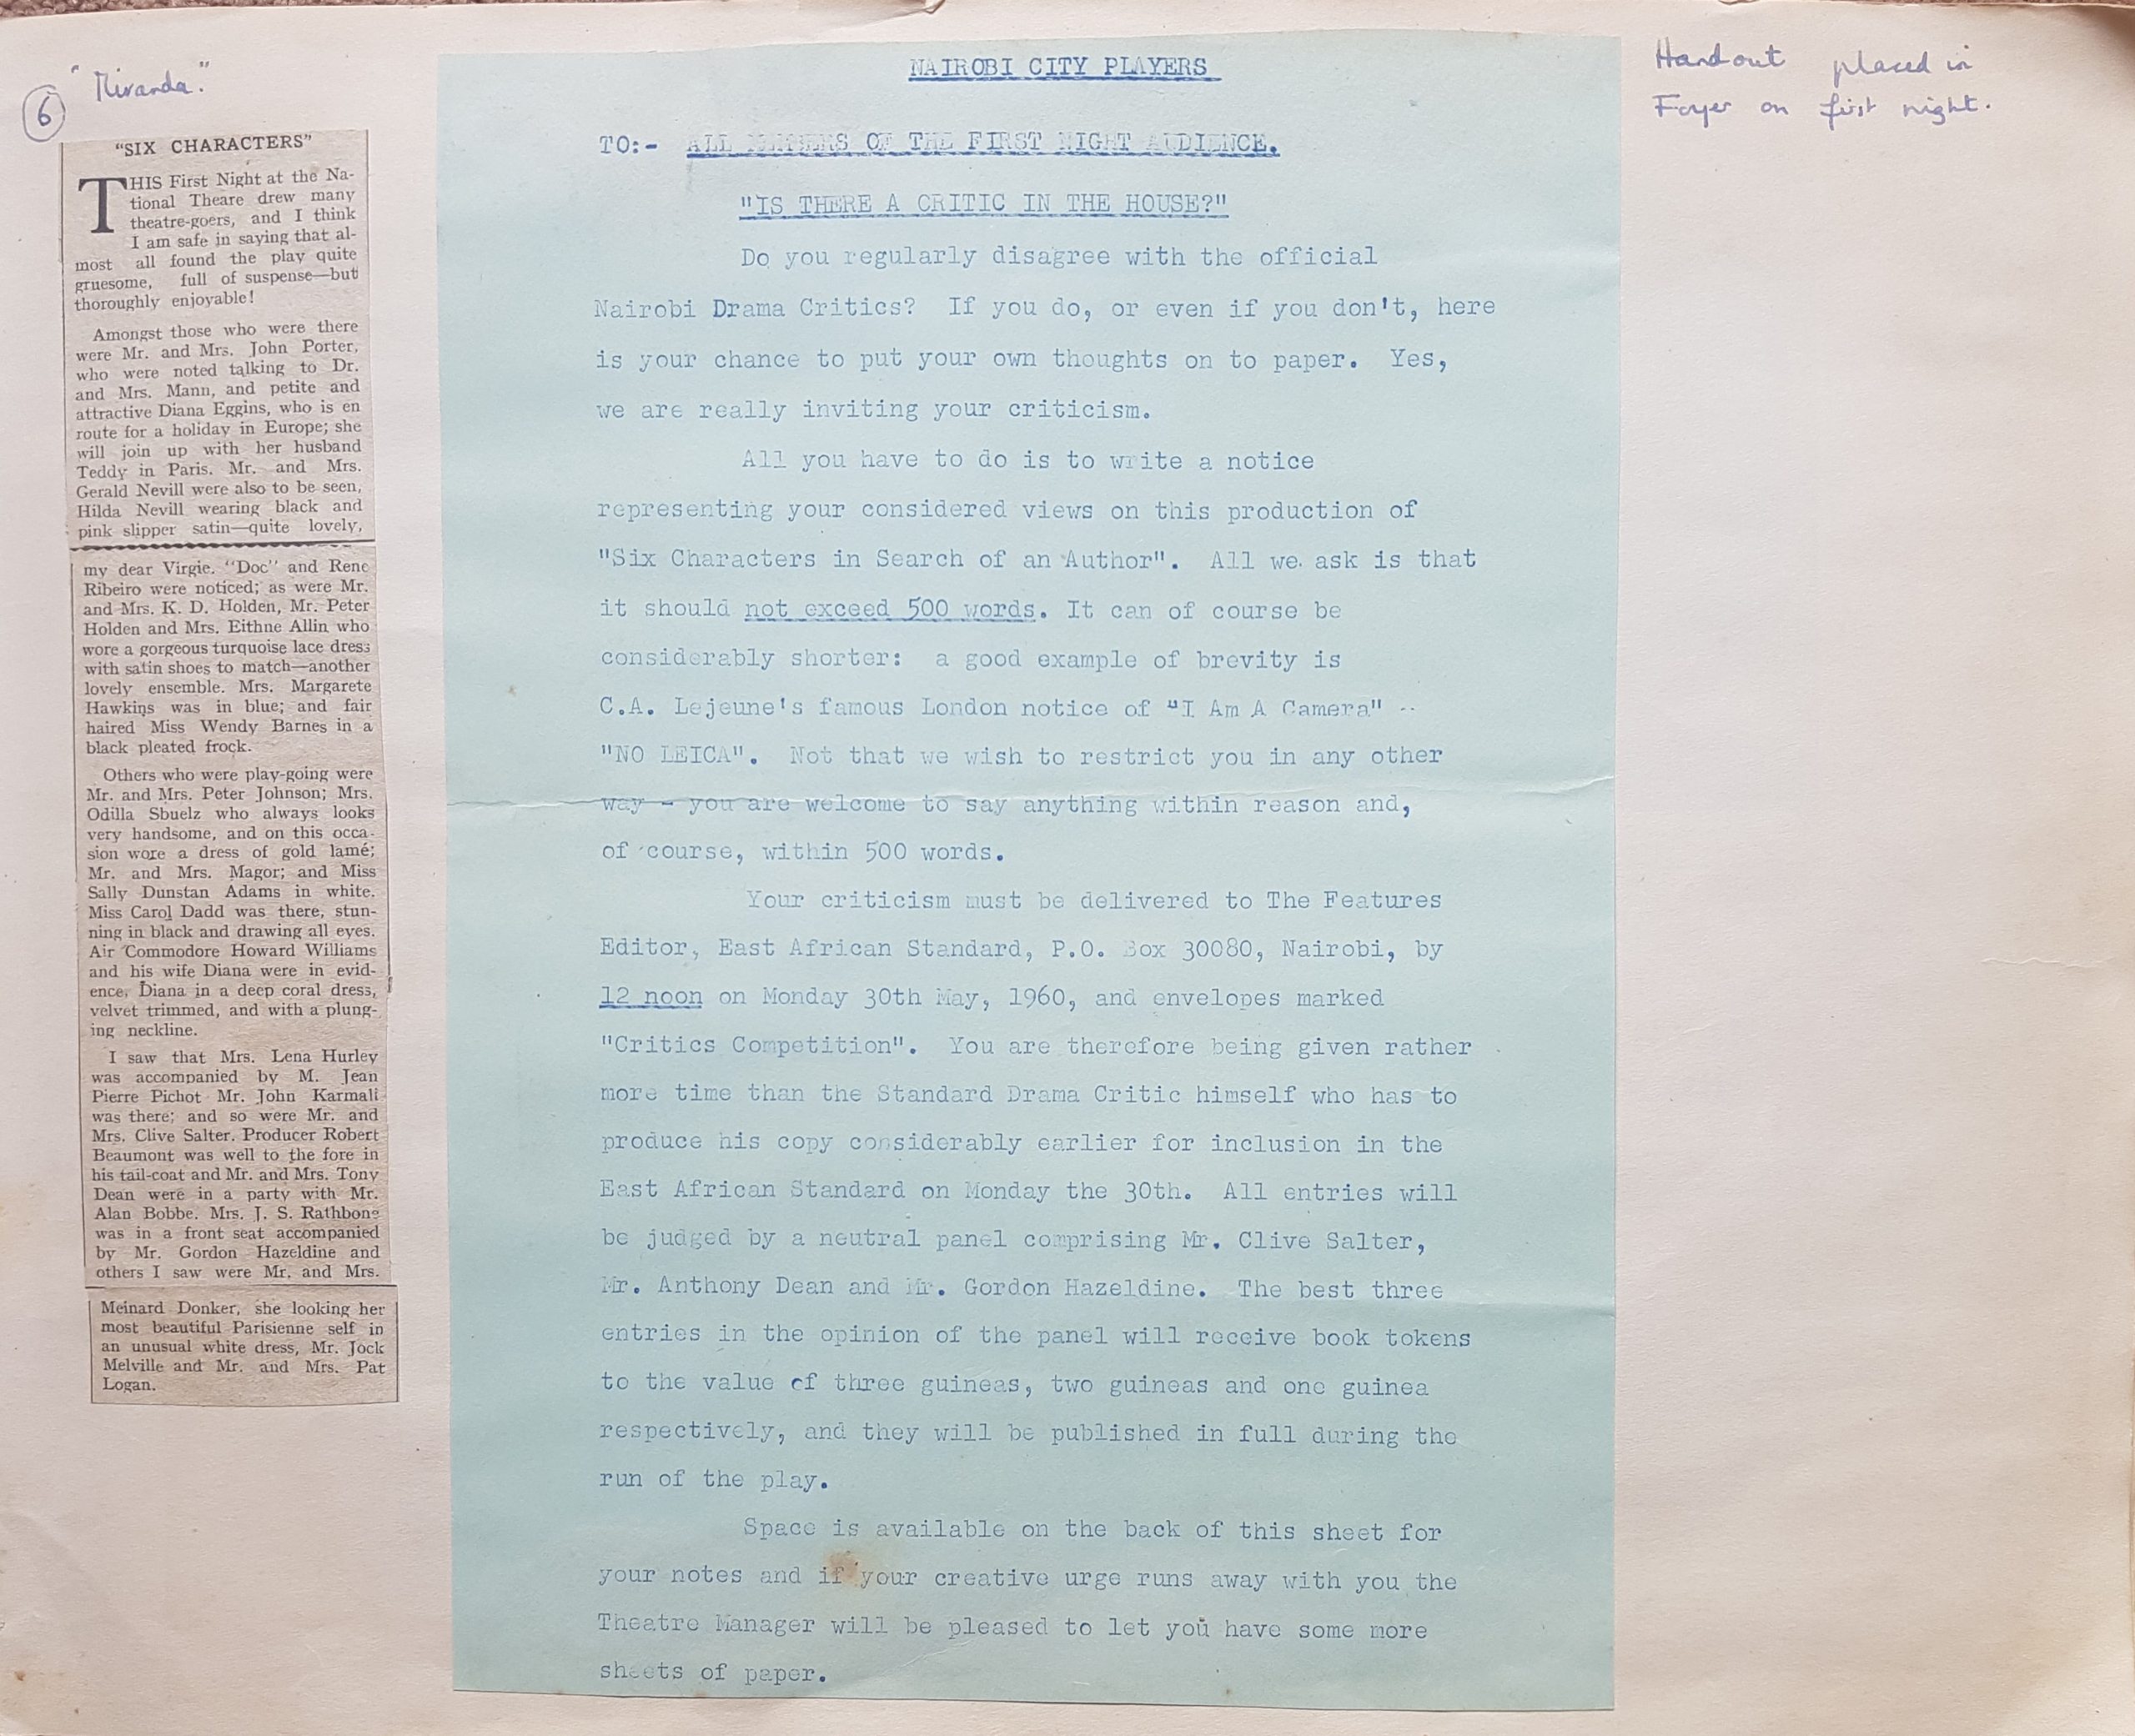 "Miranda."
6
"SIX CHARACTERS"
THIS First Night at the Na-
tional Theare drew many
theatre-goers, and I think
I am safe in saying that al-
most all found the play quite
gruesome, full of suspense—but
thoroughly enjoyable!
Amongst those who were there
were Mr. and Mrs. John Porter,
who were noted talking to Dr.
and Mrs. Mann, and petite and
attractive Diana Eggins, who is en
route for a holiday in Europe; she
will join up with her husband
Teddy in Paris. Mr. and Mrs.
Gerald Nevill were also to be seen,
Hilda Nevill wearing black and
pink slipper satin—quite lovely,
my dear Virgie. "Doc" and Rene
Ribeiro were noticed; as were Mr.
and Mrs. K. D. Holden, Mr. Peter
Holden and Mrs. Eithne Allin who
wore a gorgeous turquoise lace dress
with satin shoes to match—another
lovely ensemble. Mrs. Margarete
Hawkins was in blue; and fair
haired Miss Wendy Barnes in a
black pleated frock.
Others who were play-going were
Mr. and Mrs. Peter Johnson; Mrs.
Odilla Sbuelz who always looks
very handsome, and on this occa-
sion wore a dress of gold lamé;
Mr. and Mrs. Magor; and Miss
Sally Dunstan Adams in white.
Miss Carol Dadd was there, stun-
ning in black and drawing all eyes.
Air Commodore Howard Williams
and his wife Diana were in evid-
ence, Diana in a deep coral dress,
velvet trimmed, and with a plung-
ing neckline.
I saw that Mrs. Lena Hurley
was accompanied by M. Jean
Pierre Pichot Mr. John Karmali
was there; and so were Mr. and
Mrs. Clive Salter. Producer Robert
Beaumont was well to the fore in
his tail-coat and Mr. and Mrs. Tony
Dean were in a party with Mr.
Alan Bobbe. Mrs. J. S. Rathbone
was in a front seat accompanied
by Mr. Gordon Hazeldine and
others I saw were Mr. and Mrs.
Meinard Donker, she looking her
most beautiful Parisienne self in
an unusual white dress, Mr. Jock
Melville and Mr. and Mrs. Pat
Logan.
NAIROBI CITY PLAYERS
TO:- ALL MEMBERS OF THE FIRST NIGHT AUDIENCE.
"IS THERE A CRITIC IN THE HOUSE?"
Do you regularly disagree with the official
Nairobi Drama Critics? If you do, or even if you don't, here
is your chance to put your own thoughts on to paper. Yes,
we are really inviting your criticism.
All you have to do is to write a notice
representing your considered views on this production of
"Six Characters in Search of an Author". All we ask is that
it should not exceed 500 words. It can of course be
considerably shorter: a good example of brevity is
C.A. Lejeune's famous London notice of "I Am A Camera" --
"NO LEICA". Not that we wish to restrict you in any other
way - you are welcome to say anything within reason and,
of course, within 500 words.
Your criticism must be delivered to The Features
Editor, East African Standard, P.O. Box 30080, Nairobi, by
12 noon on Monday 30th May, 1960, and envelopes marked
"Critics Competition". You are therefore being given rather
more time than the Standard Drama Critic himself who has to
produce his copy considerably earlier for inclusion in the
East African Standard on Monday the 30th. All entries will
be judged by a neutral panel comprising Mr. Clive Salter,
Mr. Anthony Dean and Mr. Gordon Hazeldine. The best three
entries in the opinion of the panel will receive book tokens
to the value of three guineas, two guineas and one guinea
respectively, and they will be published in full during the
run of the play.
Space is available on the back of this sheet for
your notes and if your creative urge runs away with you the
Theatre Manager will be pleased to let you have some more
sheets of paper.
Handout placed in
Foyer on first night.